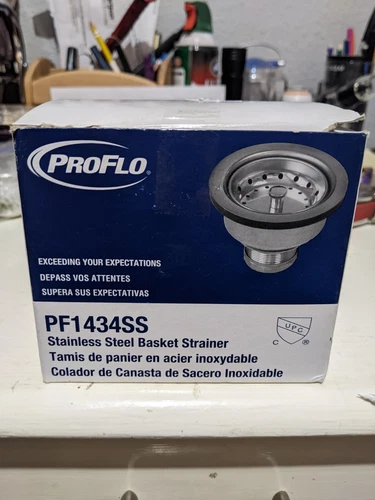 PROFLO®
EXCEEDING YOUR EXPECTATIONS
DEPASS VOS ATTENTES
SUPERA SUS EXPECTATIVAS
PF1434SS
Stainless Steel Basket Strainer
Tamis de panier en acier inoxydable
Colador de Canasta de Sacero Inoxidable
UPC
C ®